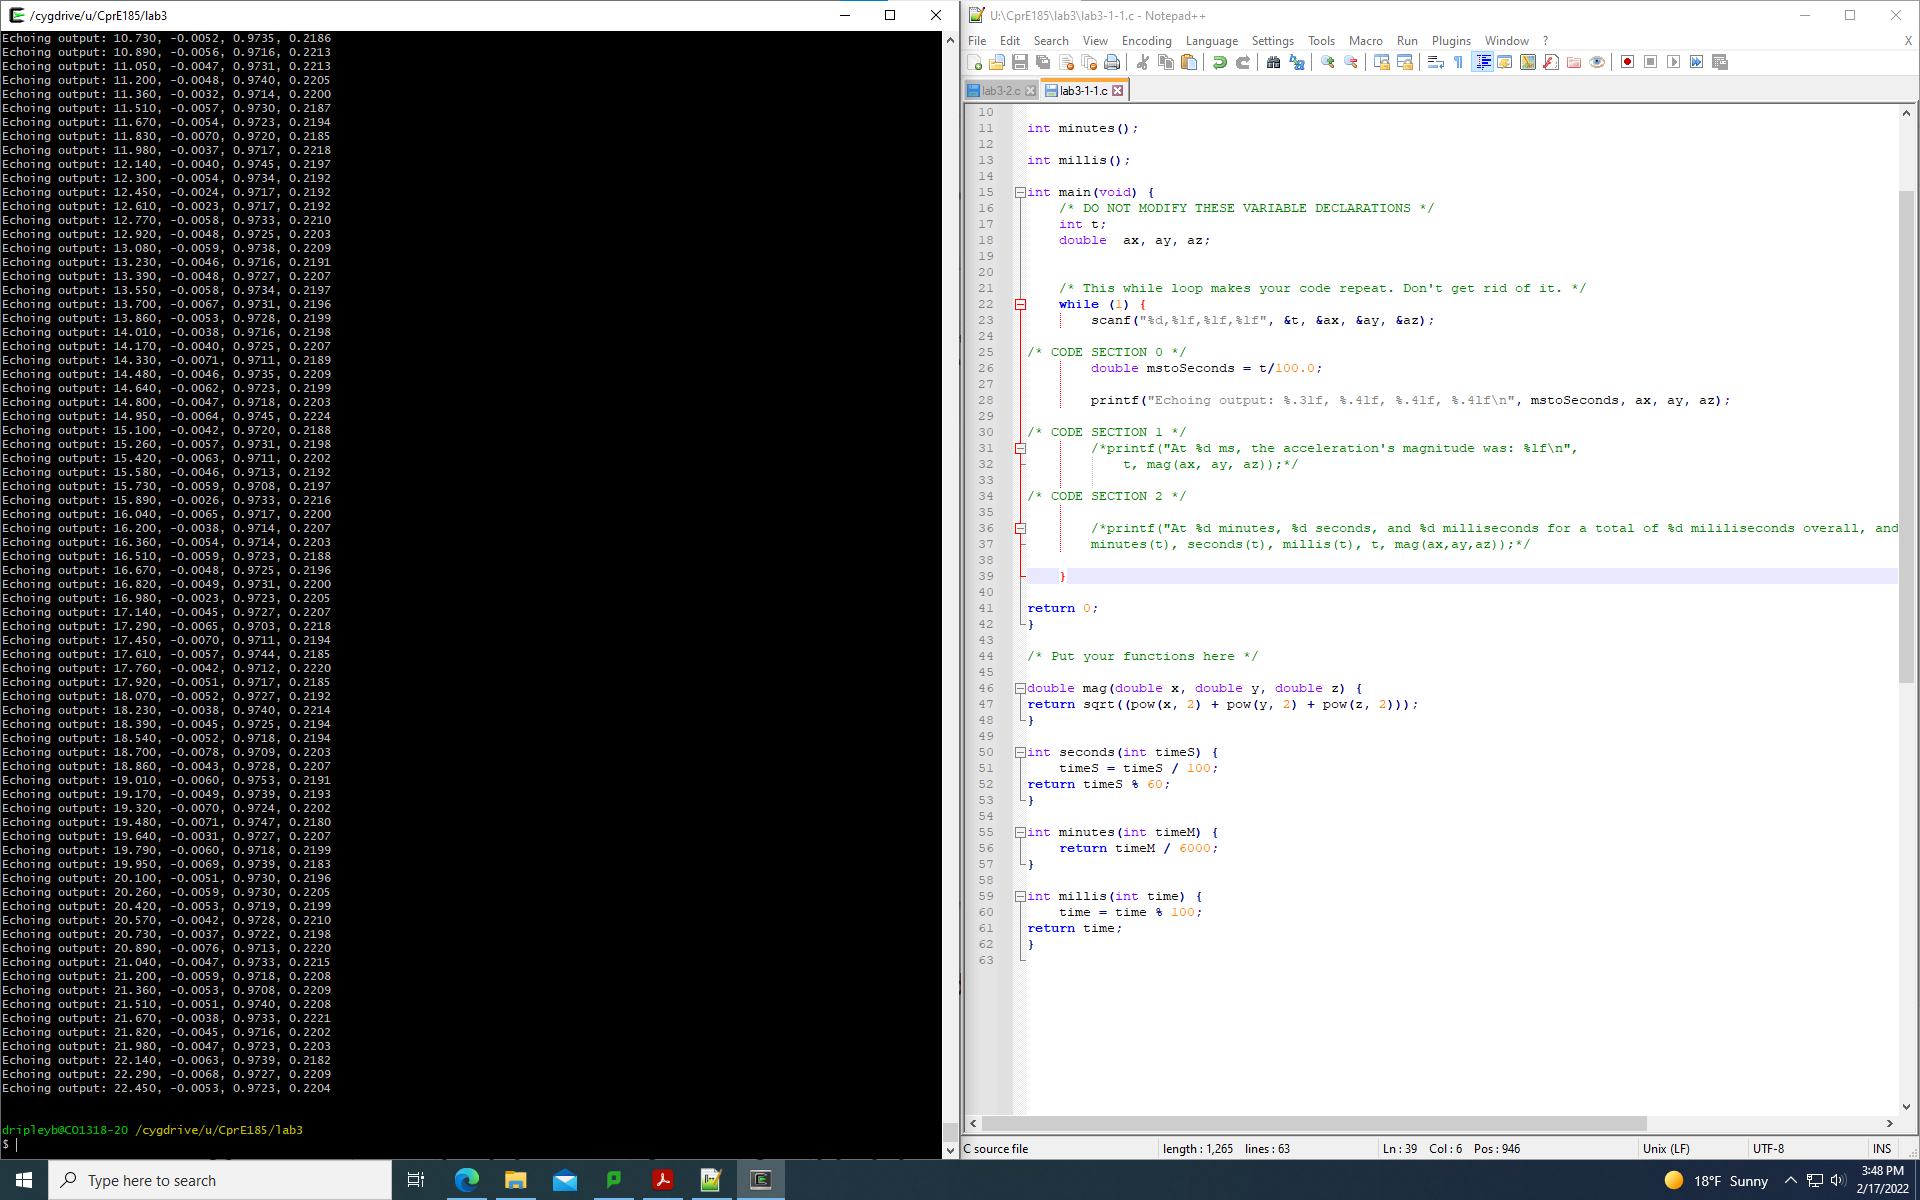 /cygdrive/u/CprE185/lab3
Echoing output: 10.730, -0.0052, 0.9735, 0.2186
Echoing output: 10.890, -0.0056, 0.9716, 0.2213
Echoing output: 11.050, -0.0047, 0.9731, 0.2213
Echoing output: 11.200, -0.0048, 0.9740, 0.2205
Echoing output: 11.360, -0.0032, 0.9714, 0.2200
Echoing output: 11.510, -0.0057, 0.9730, 0.2187
Echoing output: 11.670, -0.0054, 0.9723, 0.2194
Echoing output: 11.830, -0.0070, 0.9720, 0.2185
Echoing output: 11.980, -0.0037, 0.9717, 0.2218
Echoing output: 12.140, -0.0040, 0.9745, 0.2197
Echoing output: 12.300, -0.0054, 0.9734, 0.2192
Echoing output: 12.450, -0.0024, 0.9717, 0.2192
Echoing output: 12.610, -0.0023, 0.9717, 0.2192
Echoing output: 12.770, -0.0058, 0.9733, 0.2210
Echoing output: 12.920, -0.0048, 0.9725, 0.2203
Echoing output: 13.080, -0.0059, 0.9738, 0.2209
Echoing output: 13.230, -0.0046, 0.9716, 0.2191
Echoing output: 13.390, -0.0048, 0.9727, 0.2207
Echoing output: 13.550, -0.0058, 0.9734, 0.2197
Echoing output: 13.700, -0.0067, 0.9731, 0.2196
Echoing output: 13.860, -0.0053, 0.9728, 0.2199
Echoing output: 14.010, -0.0038, 0.9716, 0.2198
Echoing output: 14.170, -0.0040, 0.9725, 0.2207
Echoing output: 14.330, -0.0071, 0.9711, 0.2189
Echoing output: 14.480, -0.0046, 0.9735, 0.2209
Echoing output: 14.640, -0.0062, 0.9723, 0.2199
Echoing output: 14.800, -0.0047, 0.9718, 0.2203
Echoing output: 14.950, -0.0064, 0.9745, 0.2224
Echoing output: 15.100, -0.0042, 0.9720, 0.2188
Echoing output: 15.260, -0.0057, 0.9731, 0.2198
Echoing output: 15.420, -0.0063, 0.9711, 0.2202
Echoing output: 15.580, -0.0046, 0.9713, 0.2192
Echoing output: 15.730, -0.0059, 0.9708, 0.2197
Echoing output: 15.890, -0.0026, 0.9733, 0.2216
Echoing output: 16.040, -0.0065, 0.9717, 0.2200
Echoing output: 16.200, -0.0038, 0.9714, 0.2207
Echoing output: 16.360, -0.0054, 0.9714, 0.2203
Echoing output: 16.510, -0.0059, 0.9723, 0.2188
Echoing output: 16.670, -0.0048, 0.9725, 0.2196
Echoing output: 16.820, -0.0049, 0.9731, 0.2200
Echoing output: 16.980, -0.0023, 0.9723, 0.2205
Echoing output: 17.140, -0.0045, 0.9727, 0.2207
Echoing output: 17.290, -0.0065, 0.9703, 0.2218
Echoing output: 17.450, -0.0070, 0.9711, 0.2194
Echoing output: 17.610, -0.0057, 0.9744, 0.2185
Echoing output: 17.760, -0.0042, 0.9712, 0.2220
Echoing output: 17.920, -0.0051, 0.9717, 0.2185
Echoing output: 18.070, -0.0052, 0.9727, 0.2192
Echoing output: 18.230, -0.0038, 0.9740, 0.2214
Echoing output: 18.390, -0.0045, 0.9725, 0.2194
Echoing output: 18.540, -0.0052, 0.9718, 0.2194
Echoing output: 18.700, -0.0078, 0.9709, 0.2203
Echoing output: 18.860, -0.0043, 0.9728, 0.2207
Echoing output: 19.010, -0.0060, 0.9753, 0.2191
Echoing output: 19.170, -0.0049, 0.9739, 0.2193
Echoing output: 19.320, -0.0070, 0.9724, 0.2202
Echoing output: 19.480, -0.0071, 0.9747, 0.2180
Echoing output: 19.640, -0.0031, 0.9727, 0.2207
Echoing output: 19.790, -0.0060, 0.9718, 0.2199
Echoing output: 19.950, -0.0069, 0.9739, 0.2183
Echoing output: 20.100, -0.0051, 0.9730, 0.2196
Echoing output: 20.260, -0.0059, 0.9730, 0.2205
Echoing output: 20.420, -0.0053, 0.9719, 0.2199
Echoing output: 20.570, -0.0042, 0.9728, 0.2210
Echoing output: 20.730, -0.0037, 0.9722, 0.2198
Echoing output: 20.890, -0.0076, 0.9713, 0.2220
Echoing output: 21.040, -0.0047, 0.9733, 0.2215
Echoing output: 21.200, -0.0059, 0.9718, 0.2208
Echoing output: 21.360, -0.0053, 0.9708, 0.2209
Echoing output: 21.510, -0.0051, 0.9740, 0.2208
Echoing output: 21.670, -0.0038, 0.9733, 0.2221
Echoing output: 21.820, -0.0045, 0.9716, 0.2202
Echoing output: 21.980, -0.0047, 0.9723, 0.2203
Echoing output: 22.140, -0.0063, 0.9739, 0.2182
Echoing output: 22.290, -0.0068, 0.9727, 0.2209
Echoing output: 22.450, -0.0053, 0.9723, 0.2204
dripleyb@CO1318-20 /cygdrive/u/CprE185/lab3
$
U:\CprE185\lab3\lab3-1-1.c - Notepad++
File Edit Search View Encoding Language Settings Tools Macro Run Plugins Window ? X
lab3-2.c lab3-1-1.c
10
11 int minutes();
12
13 int millis();
14
15 int main(void) {
16 /* DO NOT MODIFY THESE VARIABLE DECLARATIONS */
17 int t;
18 double  ax, ay, az;
19
20
21 /* This while loop makes your code repeat. Don't get rid of it. */
22 while (1) {
23 scanf("%d,%lf,%lf,%lf", &t, &ax, &ay, &az);
24
25 /* CODE SECTION 0 */
26 double mstoSeconds = t/100.0;
27
28 printf("Echoing output: %.3lf, %.4lf, %.4lf, %.4lf\n", mstoSeconds, ax, ay, az);
29
30 /* CODE SECTION 1 */
31 /*printf("At %d ms, the acceleration's magnitude was: %lf\n",
32 t, mag(ax, ay, az));*/
33
34 /* CODE SECTION 2 */
35
36 /*printf("At %d minutes, %d seconds, and %d milliseconds for a total of %d mililiseconds overall, and
37 minutes(t), seconds(t), millis(t), t, mag(ax,ay,az));*/
38
39 }
40
41 return 0;
42 }
43
44 /* Put your functions here */
45
46 double mag(double x, double y, double z) {
47 return sqrt((pow(x, 2) + pow(y, 2) + pow(z, 2)));
48 }
49
50 int seconds(int timeS) {
51 timeS = timeS / 100;
52 return timeS % 60;
53 }
54
55 int minutes(int timeM) {
56 return timeM / 6000;
57 }
58
59 int millis(int time) {
60 time = time % 100;
61 return time;
62 }
63
C source file length : 1,265 lines : 63 Ln : 39 Col : 6 Pos : 946 Unix (LF) UTF-8 INS
Type here to search
18°F Sunny
3:48 PM
2/17/2022